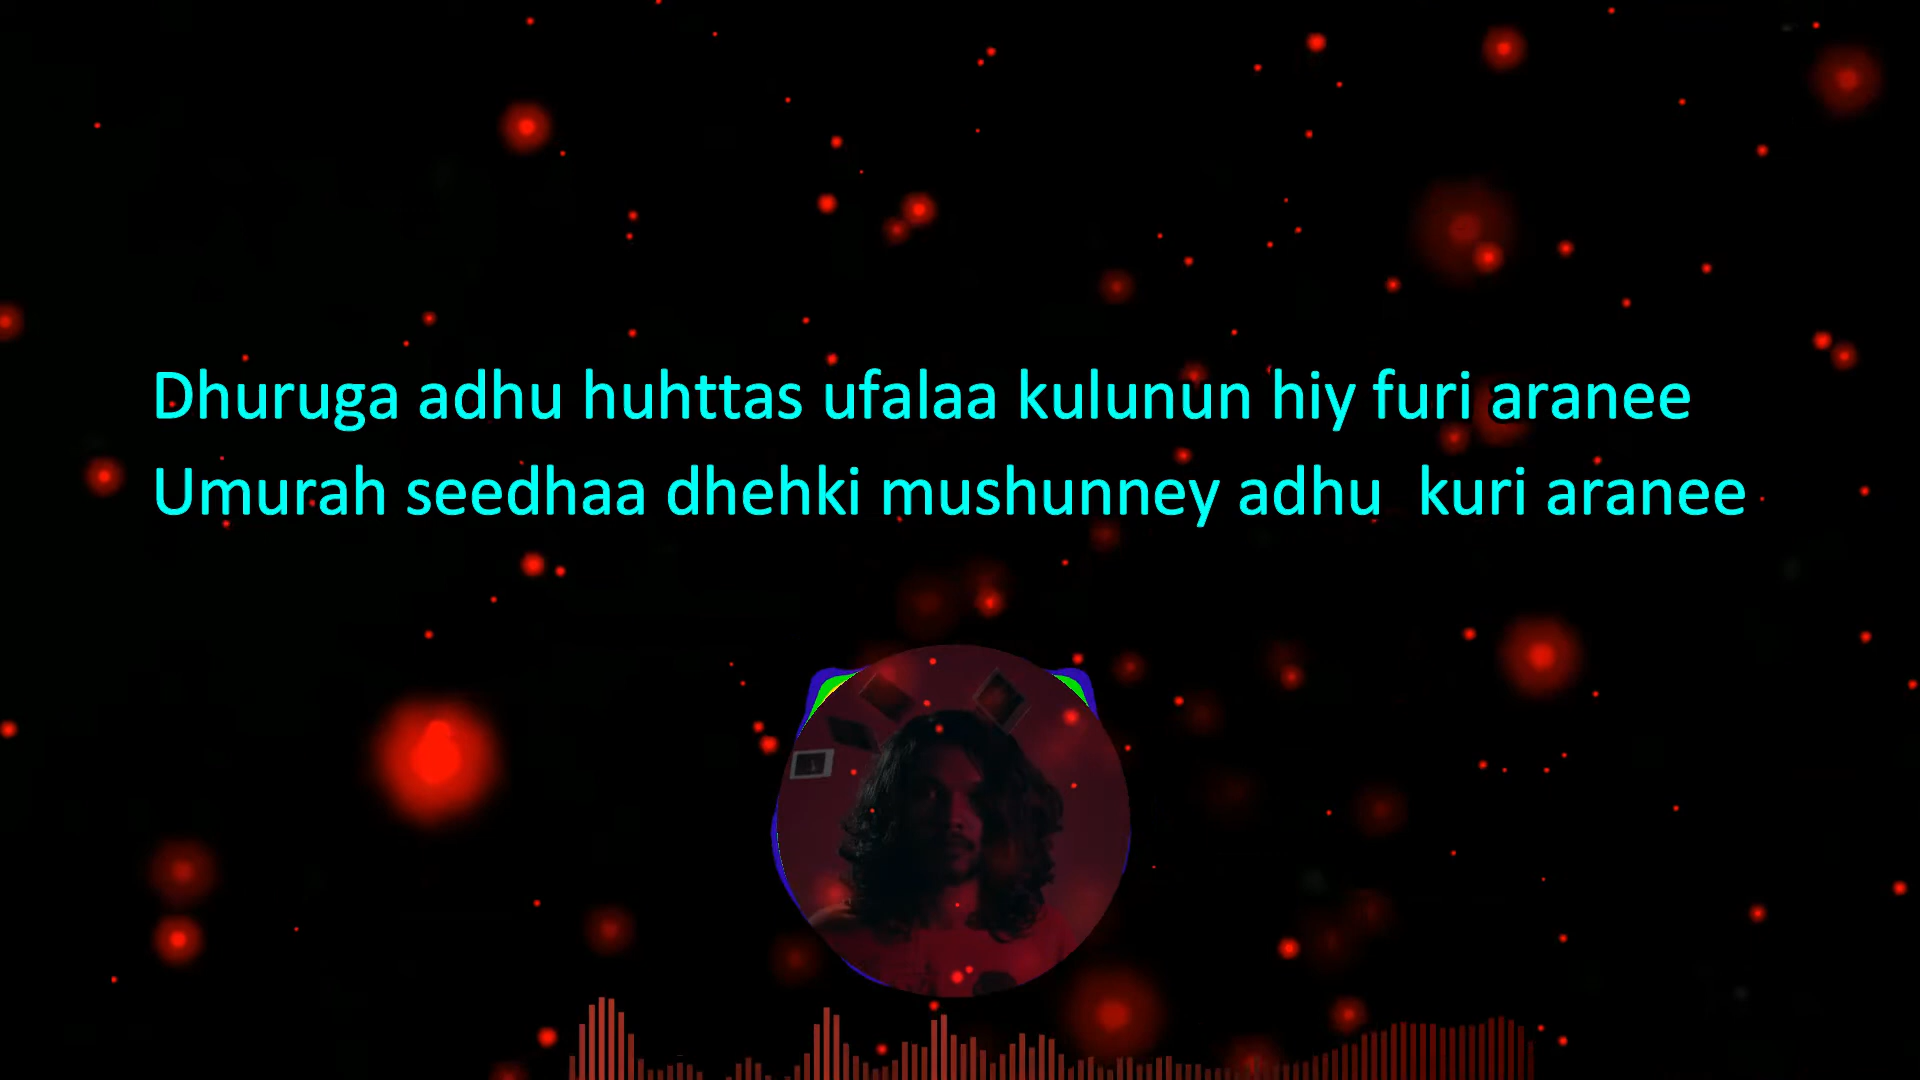 Dhuruga adhu huhttas ufalaa kulunun hiy furi aranee
Umurah seedhaa dhehki mushunney adhu  kuri aranee